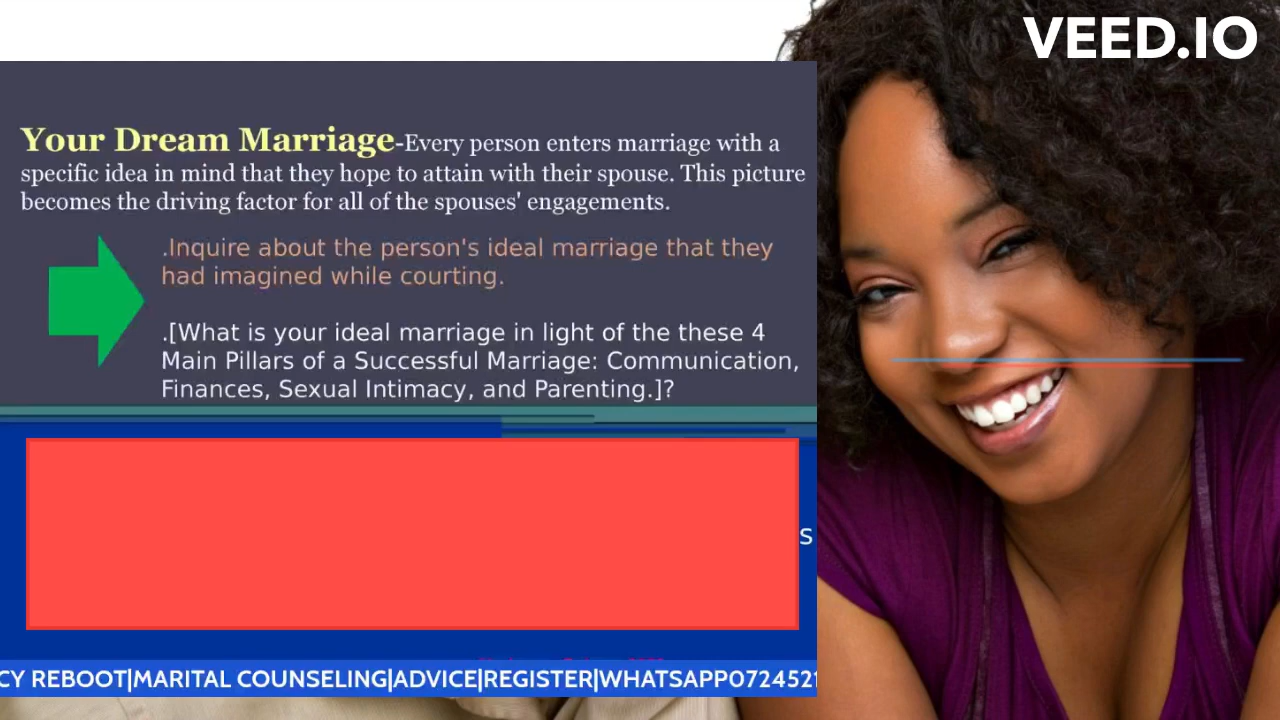 VEED.IO
Your Dream Marriage-Every person enters marriage with a
specific idea in mind that they hope to attain with their spouse. This picture
becomes the driving factor for all of the spouses' engagements.
.Inquire about the person's ideal marriage that they
had imagined while courting.
.[What is your ideal marriage in light of the these 4
Main Pillars of a Successful Marriage: Communication,
Finances, Sexual Intimacy, and Parenting.]?
s
CY REBOOT|MARITAL COUNSELING|ADVICE|REGISTER|WHATSAPP072452